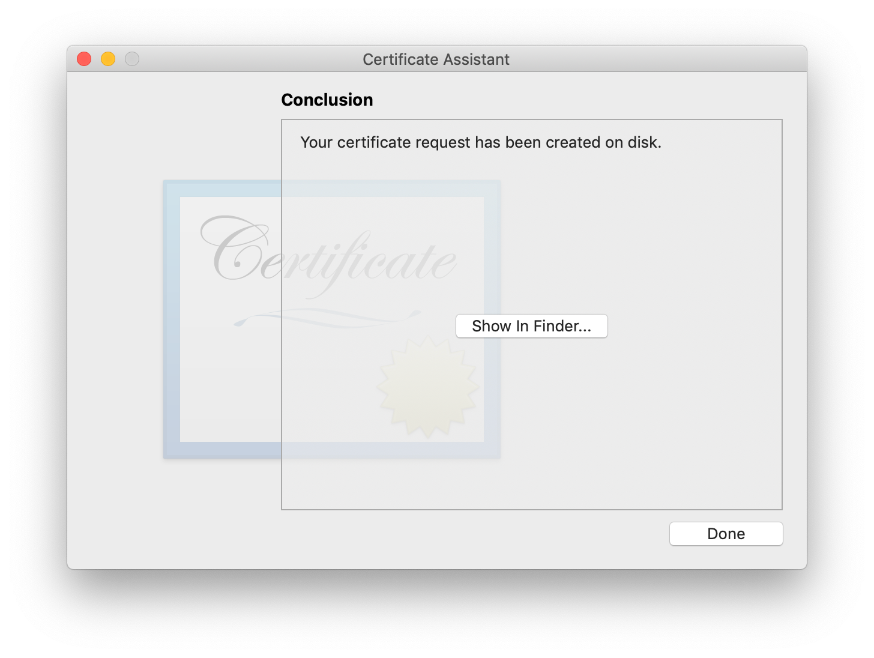 Certificate Assistant
Conclusion
Your certificate request has been created on disk.
Certificate
Show In Finder...
Done